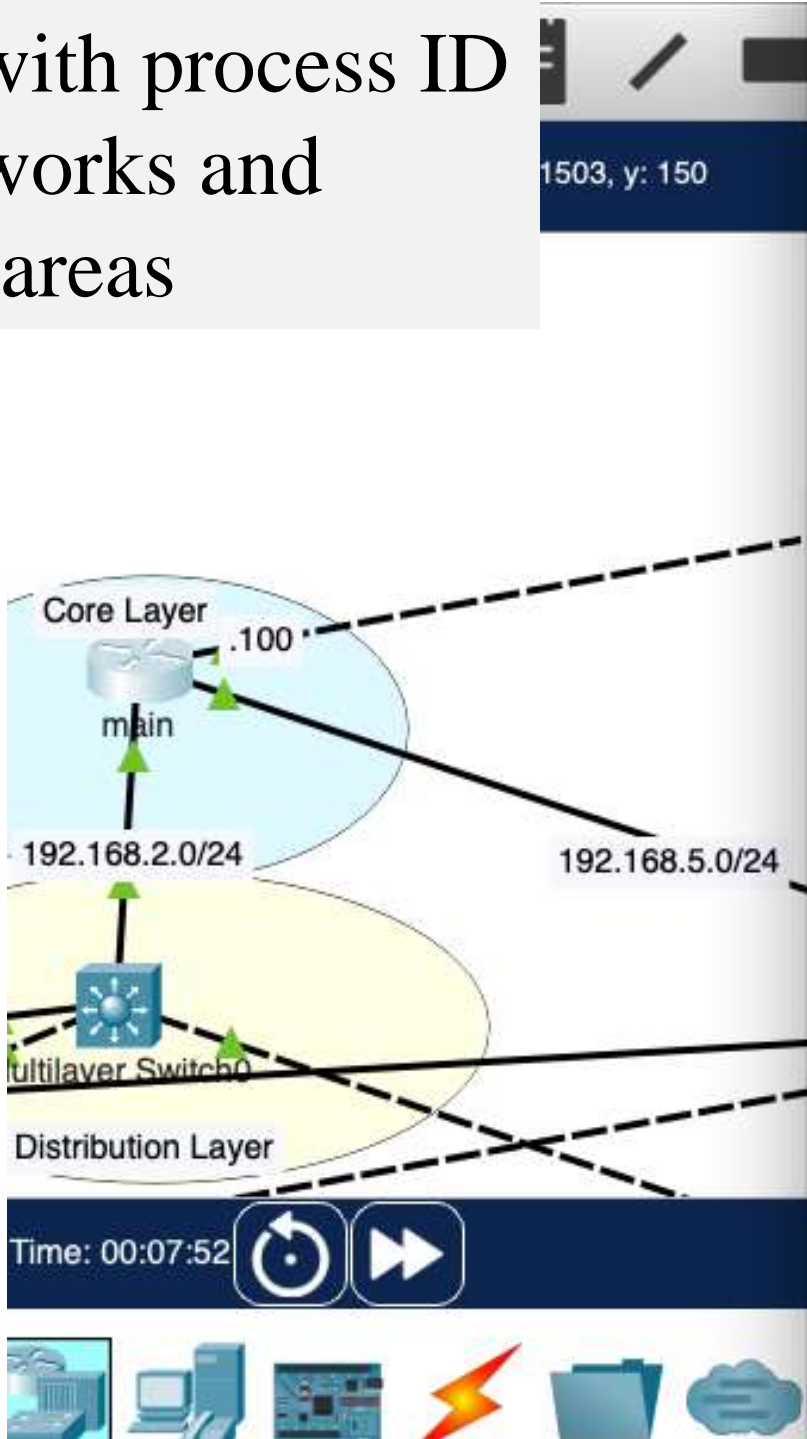 with process ID
works and
areas
1503, y: 150
Core Layer
.100
main
192.168.2.0/24
192.168.5.0/24
ultilayer Switch0
Distribution Layer
Time: 00:07:52